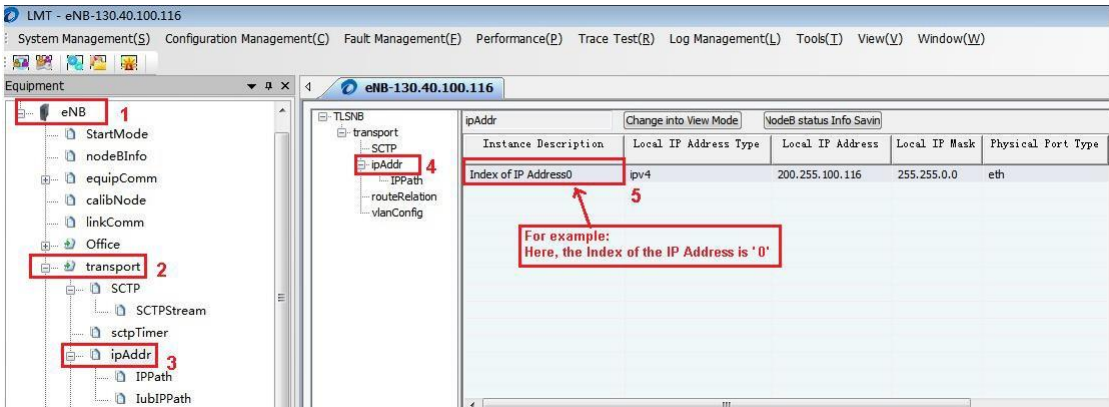 LMT - eNB-130.40.100.116
System Management(S) Configuration Management(C) Fault Management(F) Performance(P) Trace Test(R) Log Management(L) Tools(T) View(V) Window(W)
Equipment
eNB 1
StartMode
nodeBInfo
equipComm
calibNode
linkComm
Office
transport 2
SCTP
SCTPStream
sctpTimer
ipAddr 3
IPPath
IubIPPath
eNB-130.40.100.116
TLSNB
transport
SCTP
ipAddr 4
IPPath
routeRelation
vlanConfig
ipAddr Change into View Mode NodeB status Info Savin
Instance Description Local IP Address Type Local IP Address Local IP Mask Physical Port Type
Index of IP Address0 ipv4 200.255.100.116 255.255.0.0 eth
5
For example:
Here, the Index of the IP Address is '0'